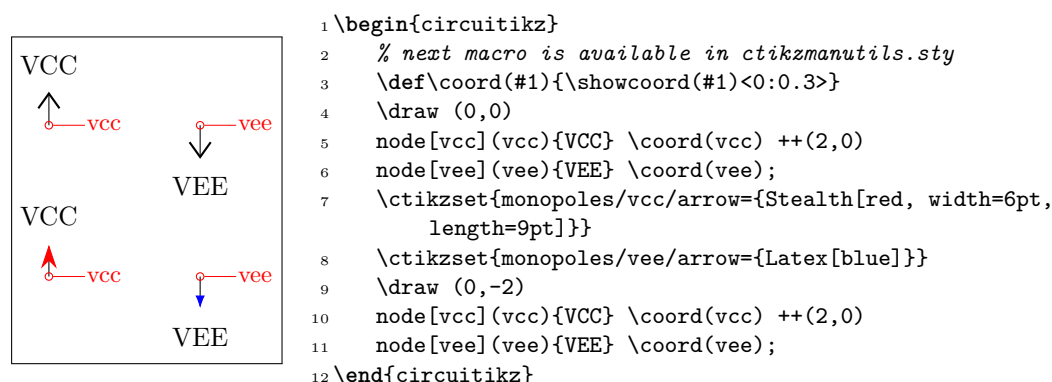 VCC
vcc
vee
VEE
VCC
vcc
vee
VEE
1 \begin{circuitikz}
2     % next macro is available in ctikzmanutils.sty
3     \def\coord(#1){\showcoord(#1)<0:0.3>}
4     \draw (0,0)
5     node[vcc](vcc){VCC} \coord(vcc) ++(2,0)
6     node[vee](vee){VEE} \coord(vee);
7     \ctikzset{monopoles/vcc/arrow={Stealth[red, width=6pt,
length=9pt]}}
8     \ctikzset{monopoles/vee/arrow={Latex[blue]}}
9     \draw (0,-2)
10     node[vcc](vcc){VCC} \coord(vcc) ++(2,0)
11     node[vee](vee){VEE} \coord(vee);
12 \end{circuitikz}